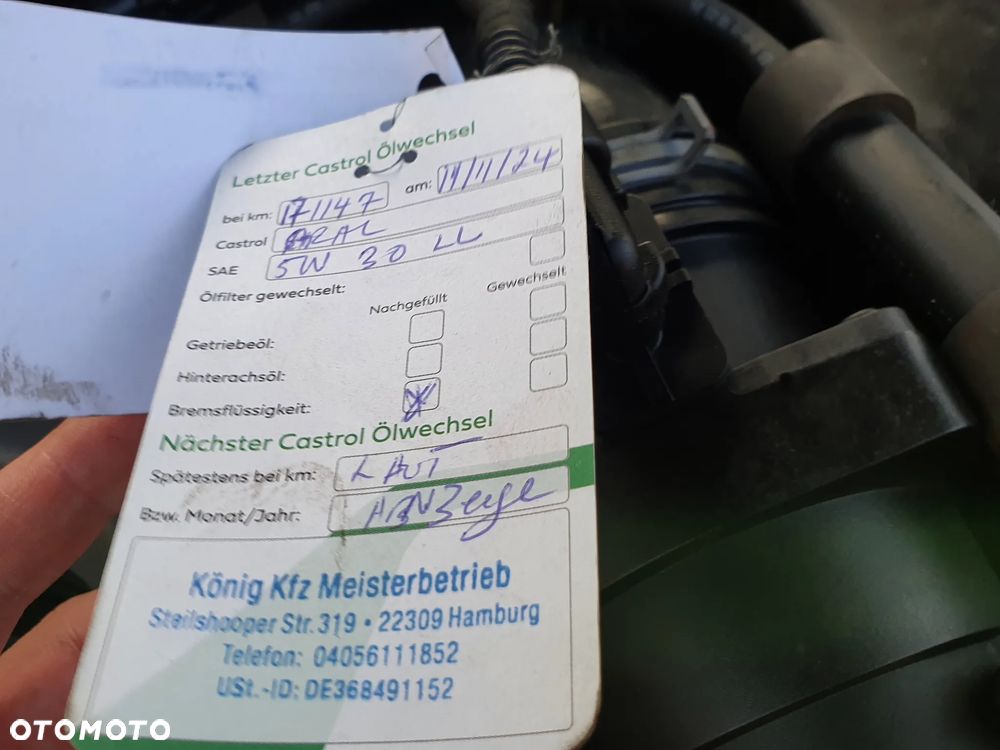 Letzter Castrol Ölwechsel
bei km: 171147 am: 14/11/24
Castrol ARAL
SAE 5W 30 LL
Ölfilter gewechselt:
Nachgefüllt Gewechselt
Getriebeöl:
Hinterachsöl:
Bremsflüssigkeit:
Nächster Castrol Ölwechsel
Spätestens bei km: LAUT
Bzw. Monat/Jahr: ANZeige
König Kfz Meisterbetrieb
Steilshooper Str. 319 • 22309 Hamburg
Telefon: 04056111852
USt.-ID: DE368491152
OTOMOTO